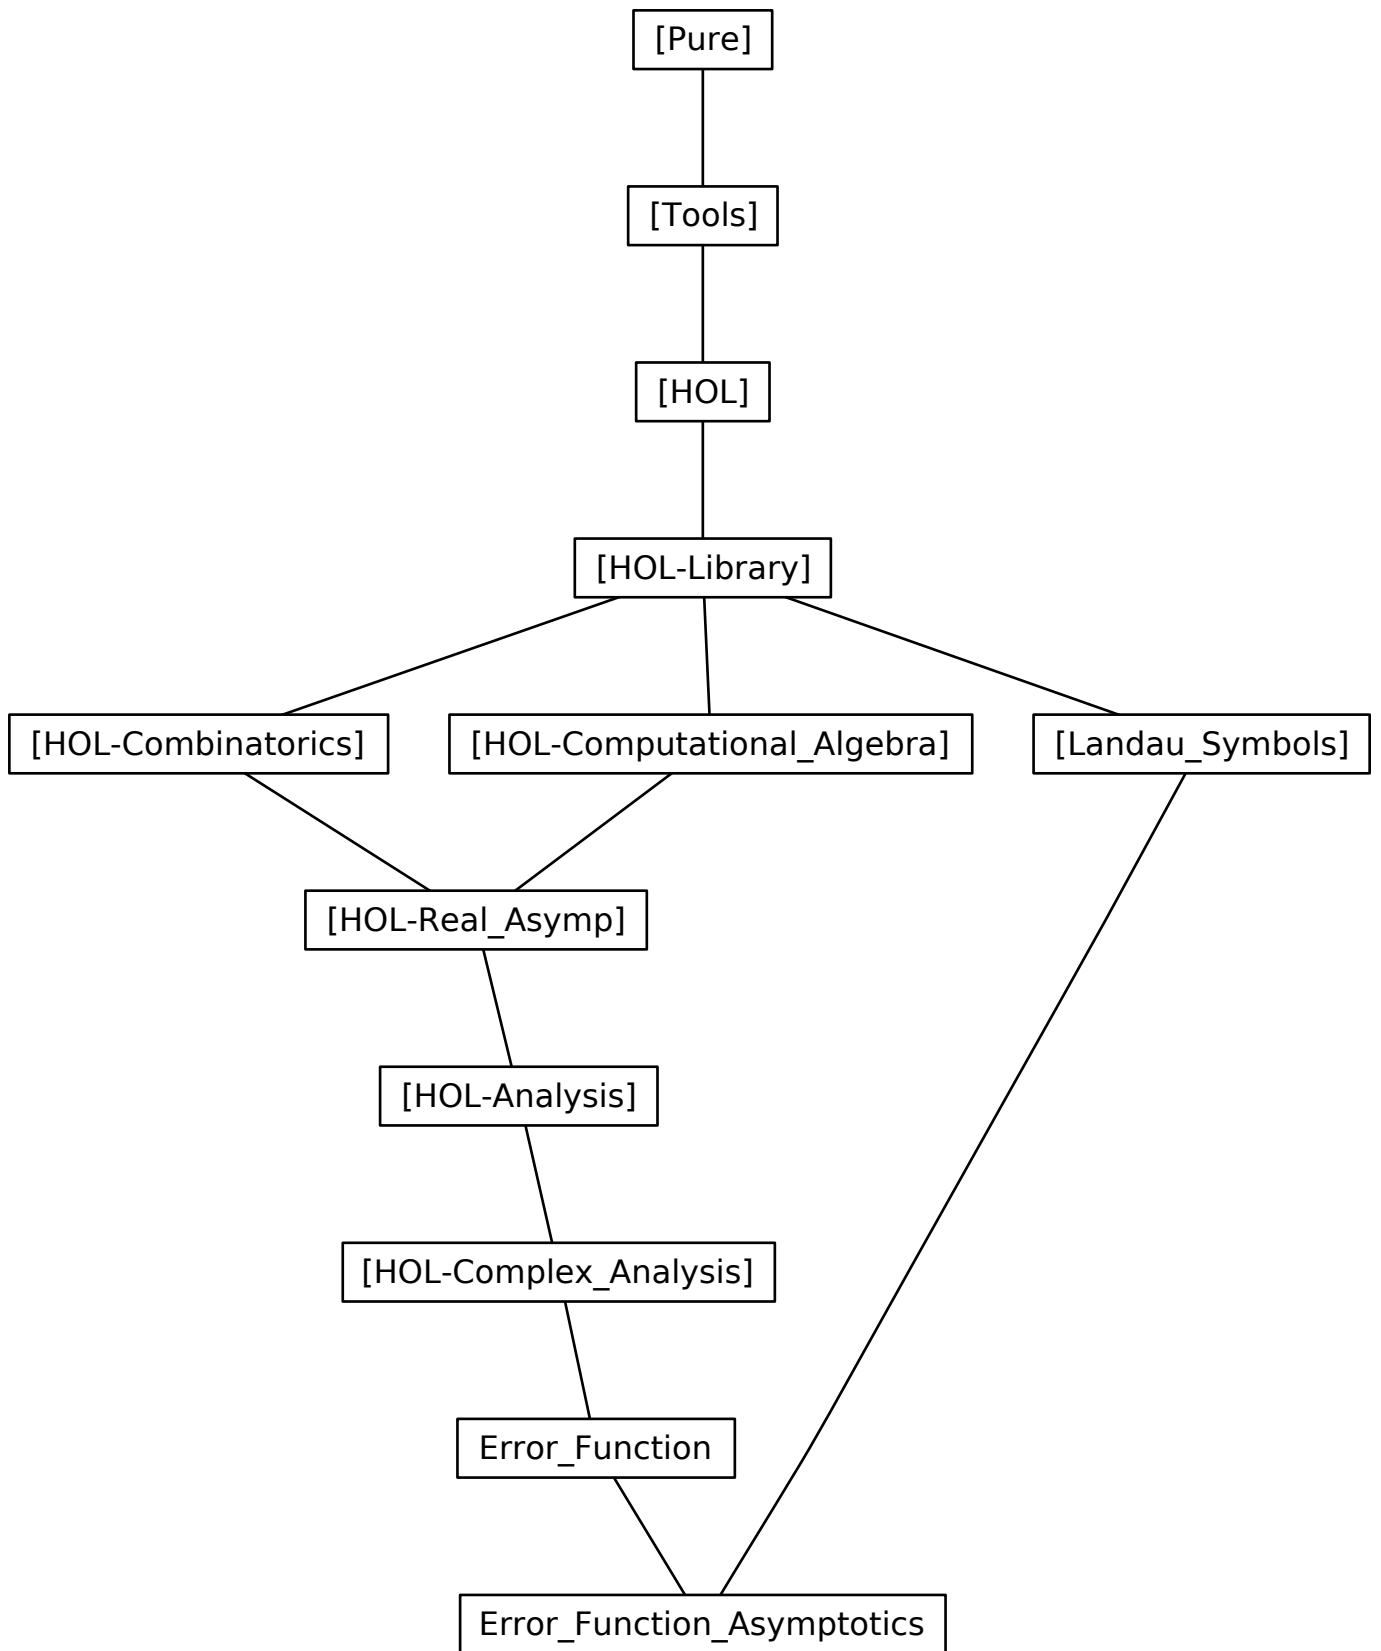 [Pure]
[Tools]
[HOL]
[HOL-Library]
[HOL-Combinatorics]
[HOL-Computational_Algebra]
[Landau_Symbols]
[HOL-Real_Asymp]
[HOL-Analysis]
[HOL-Complex_Analysis]
Error_Function
Error_Function_Asymptotics